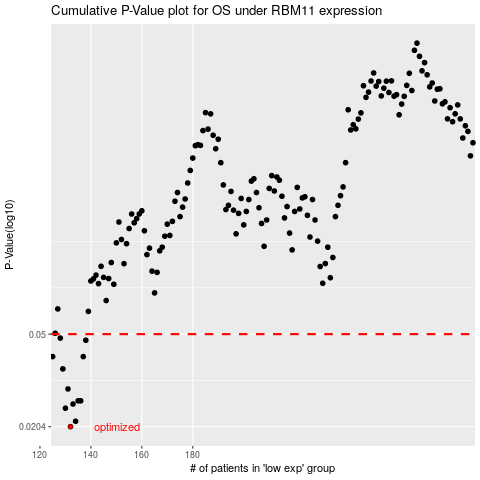 Cumulative P-Value plot for OS under RBM11 expression
P-Value(log10)
0.05
0.0204
optimized
120 140 160 180
# of patients in 'low exp' group